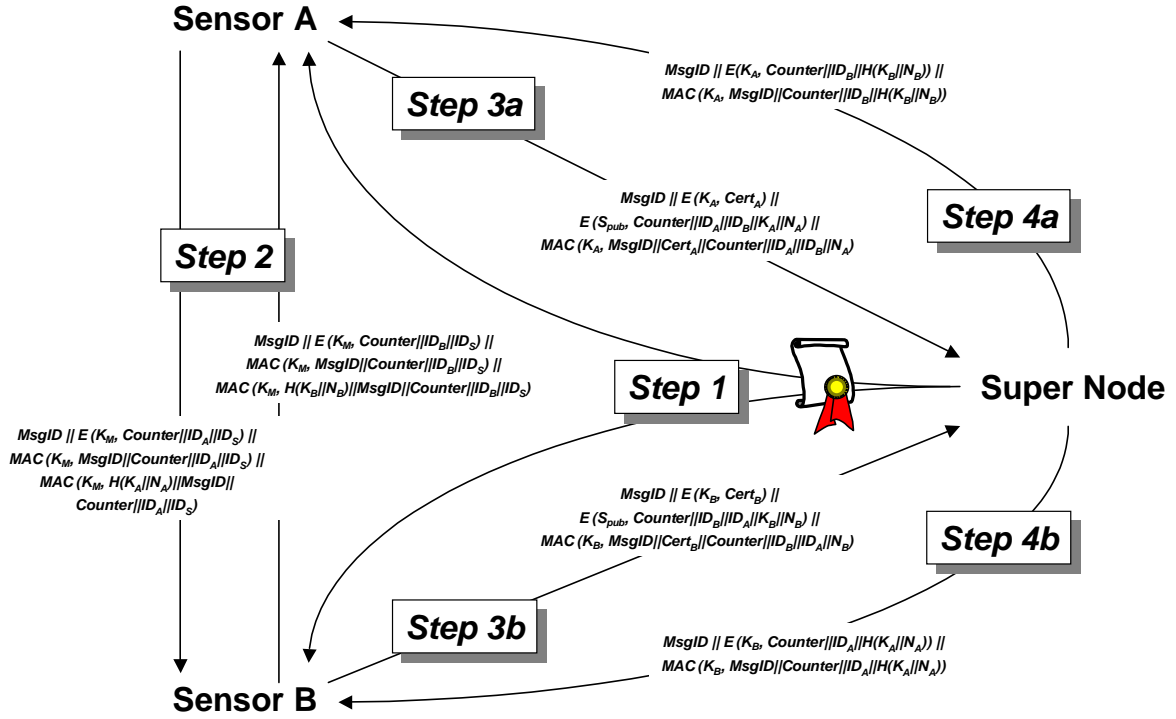 Sensor A
MsgID || E(K_A, Counter||ID_B||H(K_B||N_B)) ||
MAC (K_A, MsgID||Counter||ID_B||H(K_B||N_B))
Step 3a
MsgID || E (K_A, Cert_A) ||
E (S_pub, Counter||ID_A||ID_B||K_A||N_A) ||
MAC (K_A, MsgID||Cert_A||Counter||ID_A||ID_B||N_A)
Step 4a
Step 2
MsgID || E (K_M, Counter||ID_B||ID_S) ||
MAC (K_M, MsgID||Counter||ID_B||ID_S) ||
MAC (K_M, H(K_B||N_B)||MsgID||Counter||ID_B||ID_S)
Step 1
Super Node
MsgID || E (K_M, Counter||ID_A||ID_S) ||
MAC (K_M, MsgID||Counter||ID_A||ID_S) ||
MAC (K_M, H(K_A||N_A)||MsgID||
Counter||ID_A||ID_S)
MsgID || E (K_B, Cert_B) ||
E (S_pub, Counter||ID_B||ID_A||K_B||N_B) ||
MAC (K_B, MsgID||Cert_B||Counter||ID_B||ID_A||N_B)
Step 4b
Step 3b
MsgID || E (K_B, Counter||ID_A||H(K_A||N_A)) ||
MAC (K_B, MsgID||Counter||ID_A||H(K_A||N_A))
Sensor B